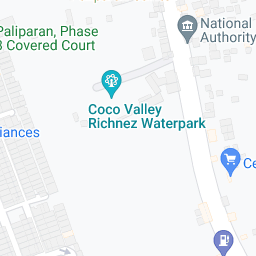 Paliparan, Phase
3 Covered Court
National
Authority
Coco Valley
Richnez Waterpark
iances
Ce